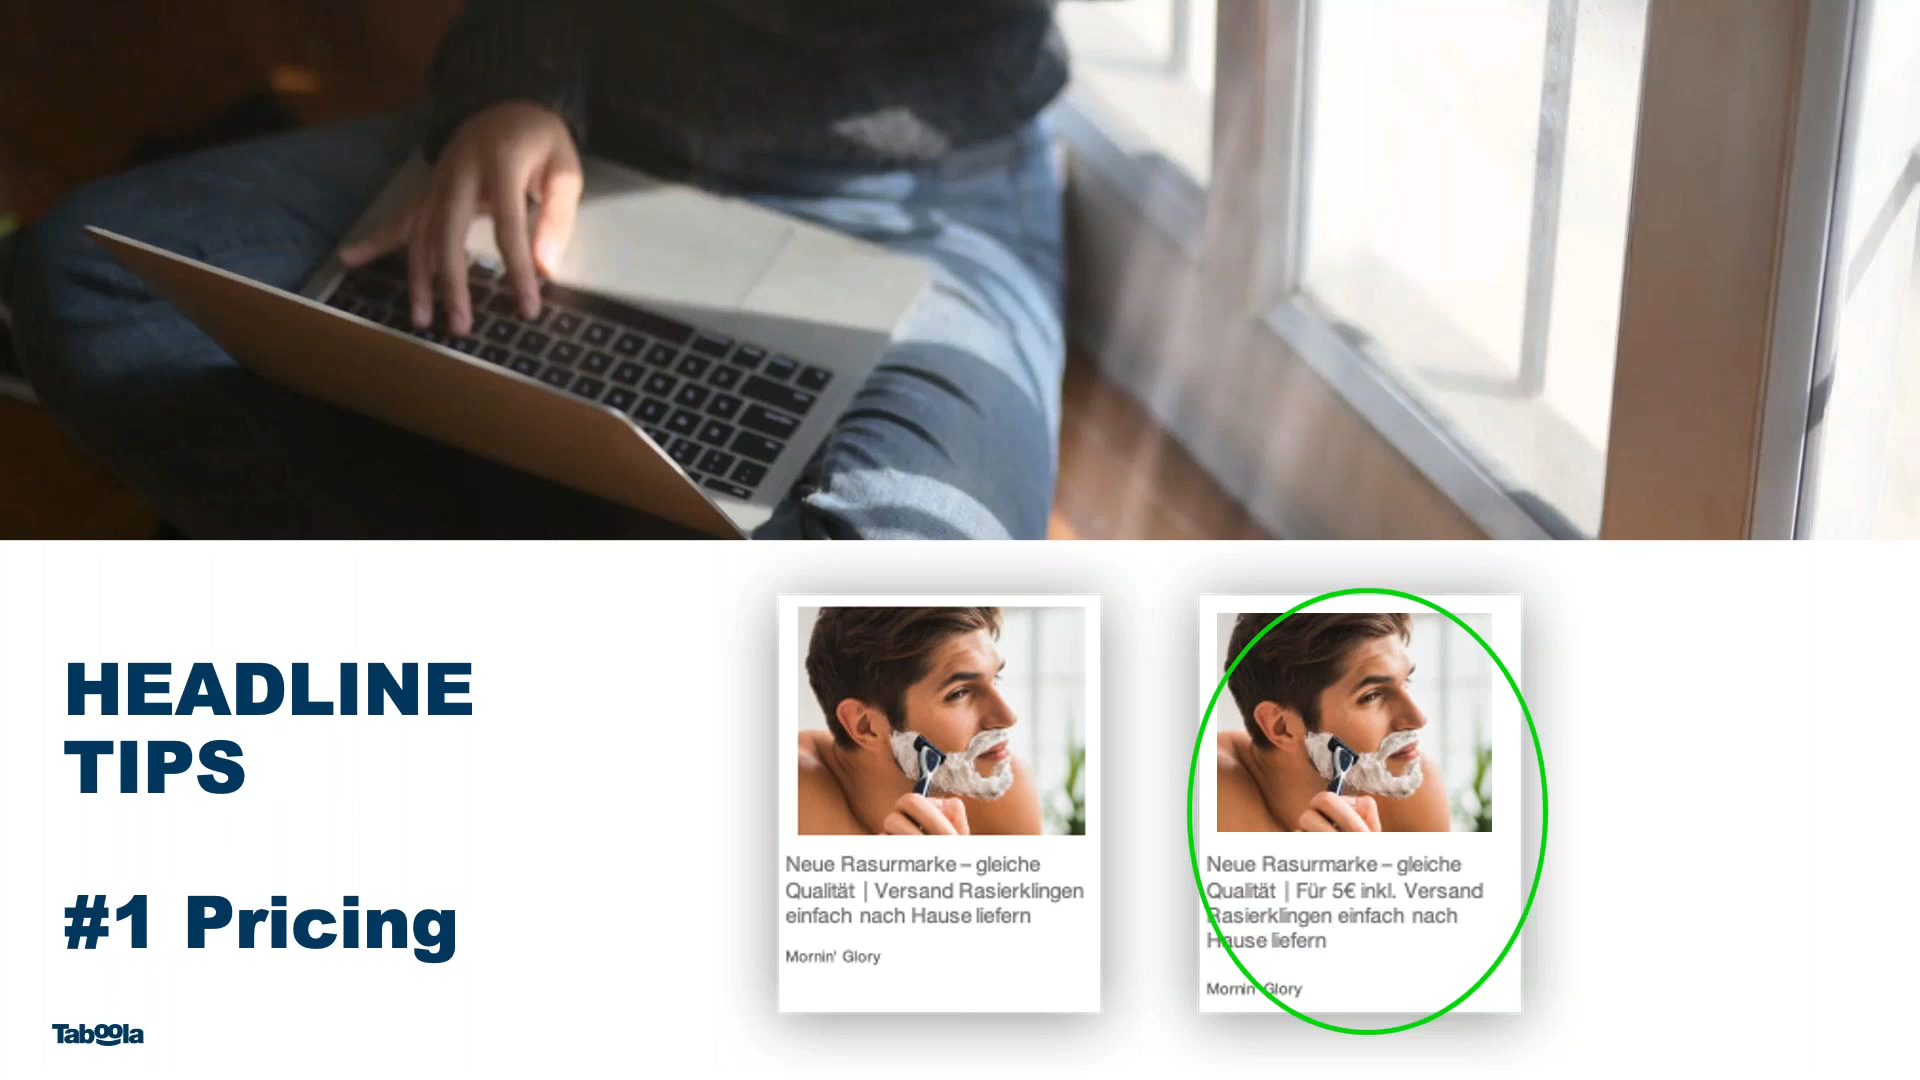 HEADLINE
TIPS
#1 Pricing
Taboola
Neue Rasurmarke – gleiche
Qualität | Versand Rasierklingen
einfach nach Hause liefern
Mornin' Glory
Neue Rasurmarke – gleiche
Qualität | Für 5€ inkl. Versand
Rasierklingen einfach nach
Hause liefern
Mornin' Glory